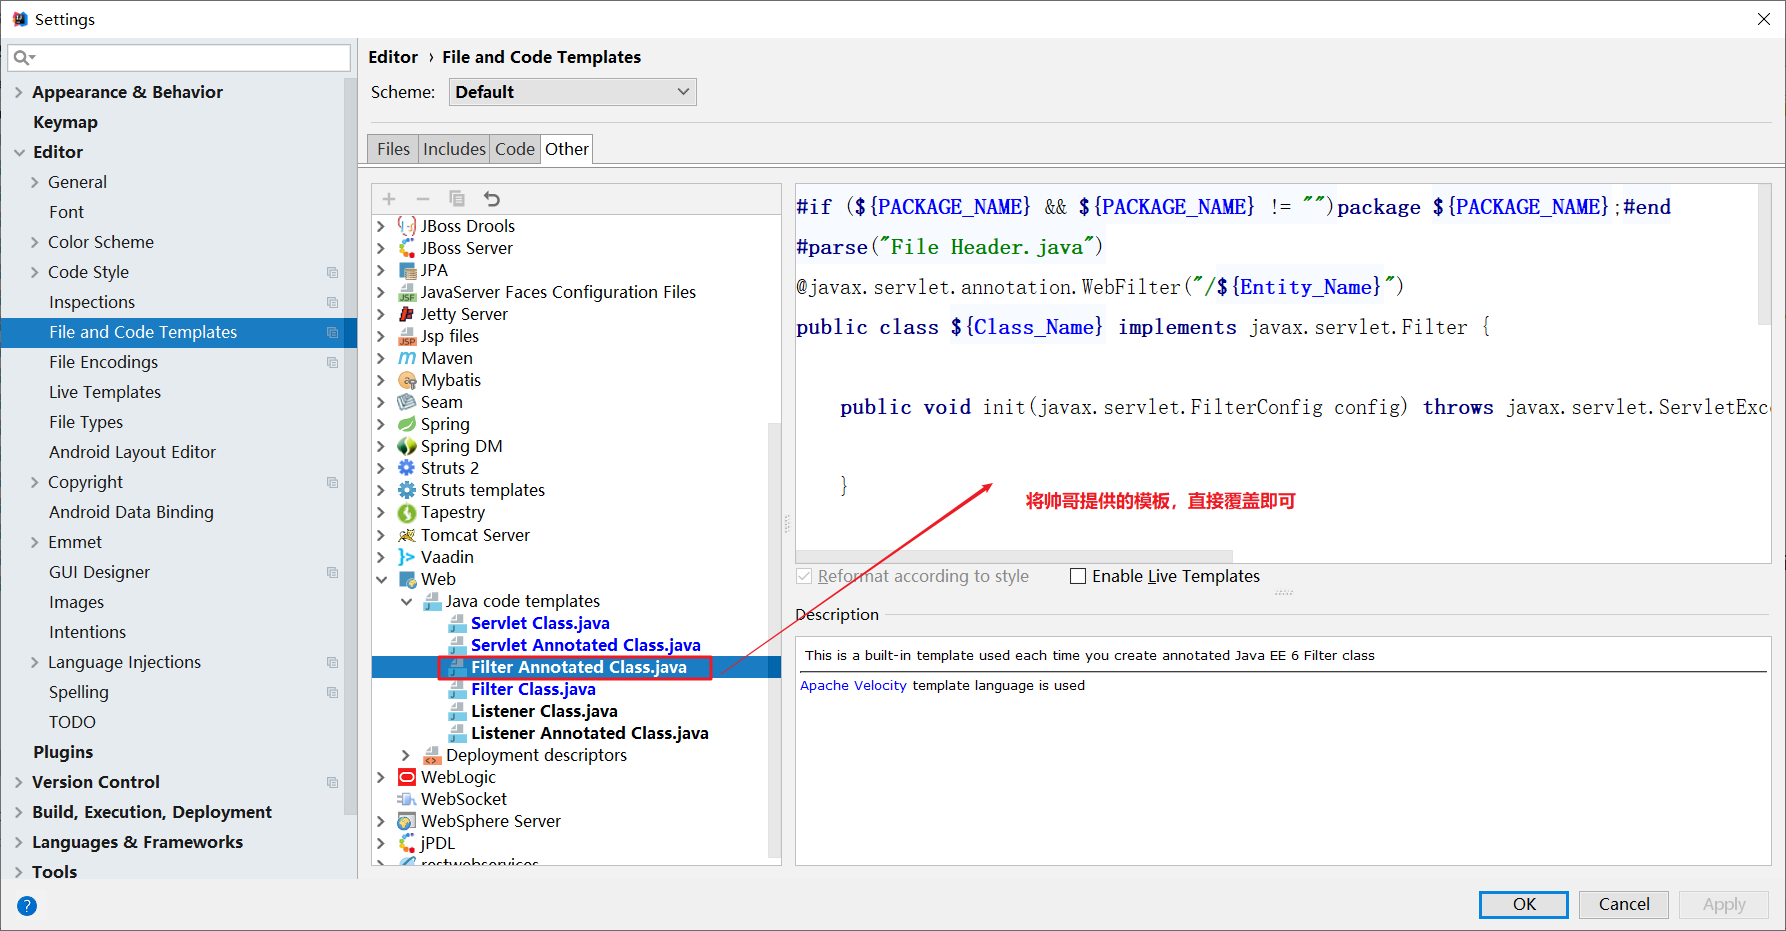 Settings
Appearance & Behavior
Keymap
Editor
General
Font
Color Scheme
Code Style
Inspections
File and Code Templates
File Encodings
Live Templates
File Types
Android Layout Editor
Copyright
Android Data Binding
Emmet
GUI Designer
Images
Intentions
Language Injections
Spelling
TODO
Plugins
Version Control
Build, Execution, Deployment
Languages & Frameworks
Tools
Editor › File and Code Templates
Scheme: Default
Files Includes Code Other
JBoss Drools
JBoss Server
JPA
JavaServer Faces Configuration Files
Jetty Server
Jsp files
Maven
Mybatis
Seam
Spring
Spring DM
Struts 2
Struts templates
Tapestry
Tomcat Server
Vaadin
Web
Java code templates
Servlet Class.java
Servlet Annotated Class.java
Filter Annotated Class.java
Filter Class.java
Listener Class.java
Listener Annotated Class.java
Deployment descriptors
WebLogic
WebSocket
WebSphere Server
jPDL
restwebservices
#if (${PACKAGE_NAME} && ${PACKAGE_NAME} != "")package ${PACKAGE_NAME};#end
#parse("File Header.java")
@javax.servlet.annotation.WebFilter("/${Entity_Name}")
public class ${Class_Name} implements javax.servlet.Filter {
public void init(javax.servlet.FilterConfig config) throws javax.servlet.ServletExc
}
将帅哥提供的模板，直接覆盖即可
Reformat according to style
Enable Live Templates
Description
This is a built-in template used each time you create annotated Java EE 6 Filter class
Apache Velocity template language is used
?
OK Cancel Apply